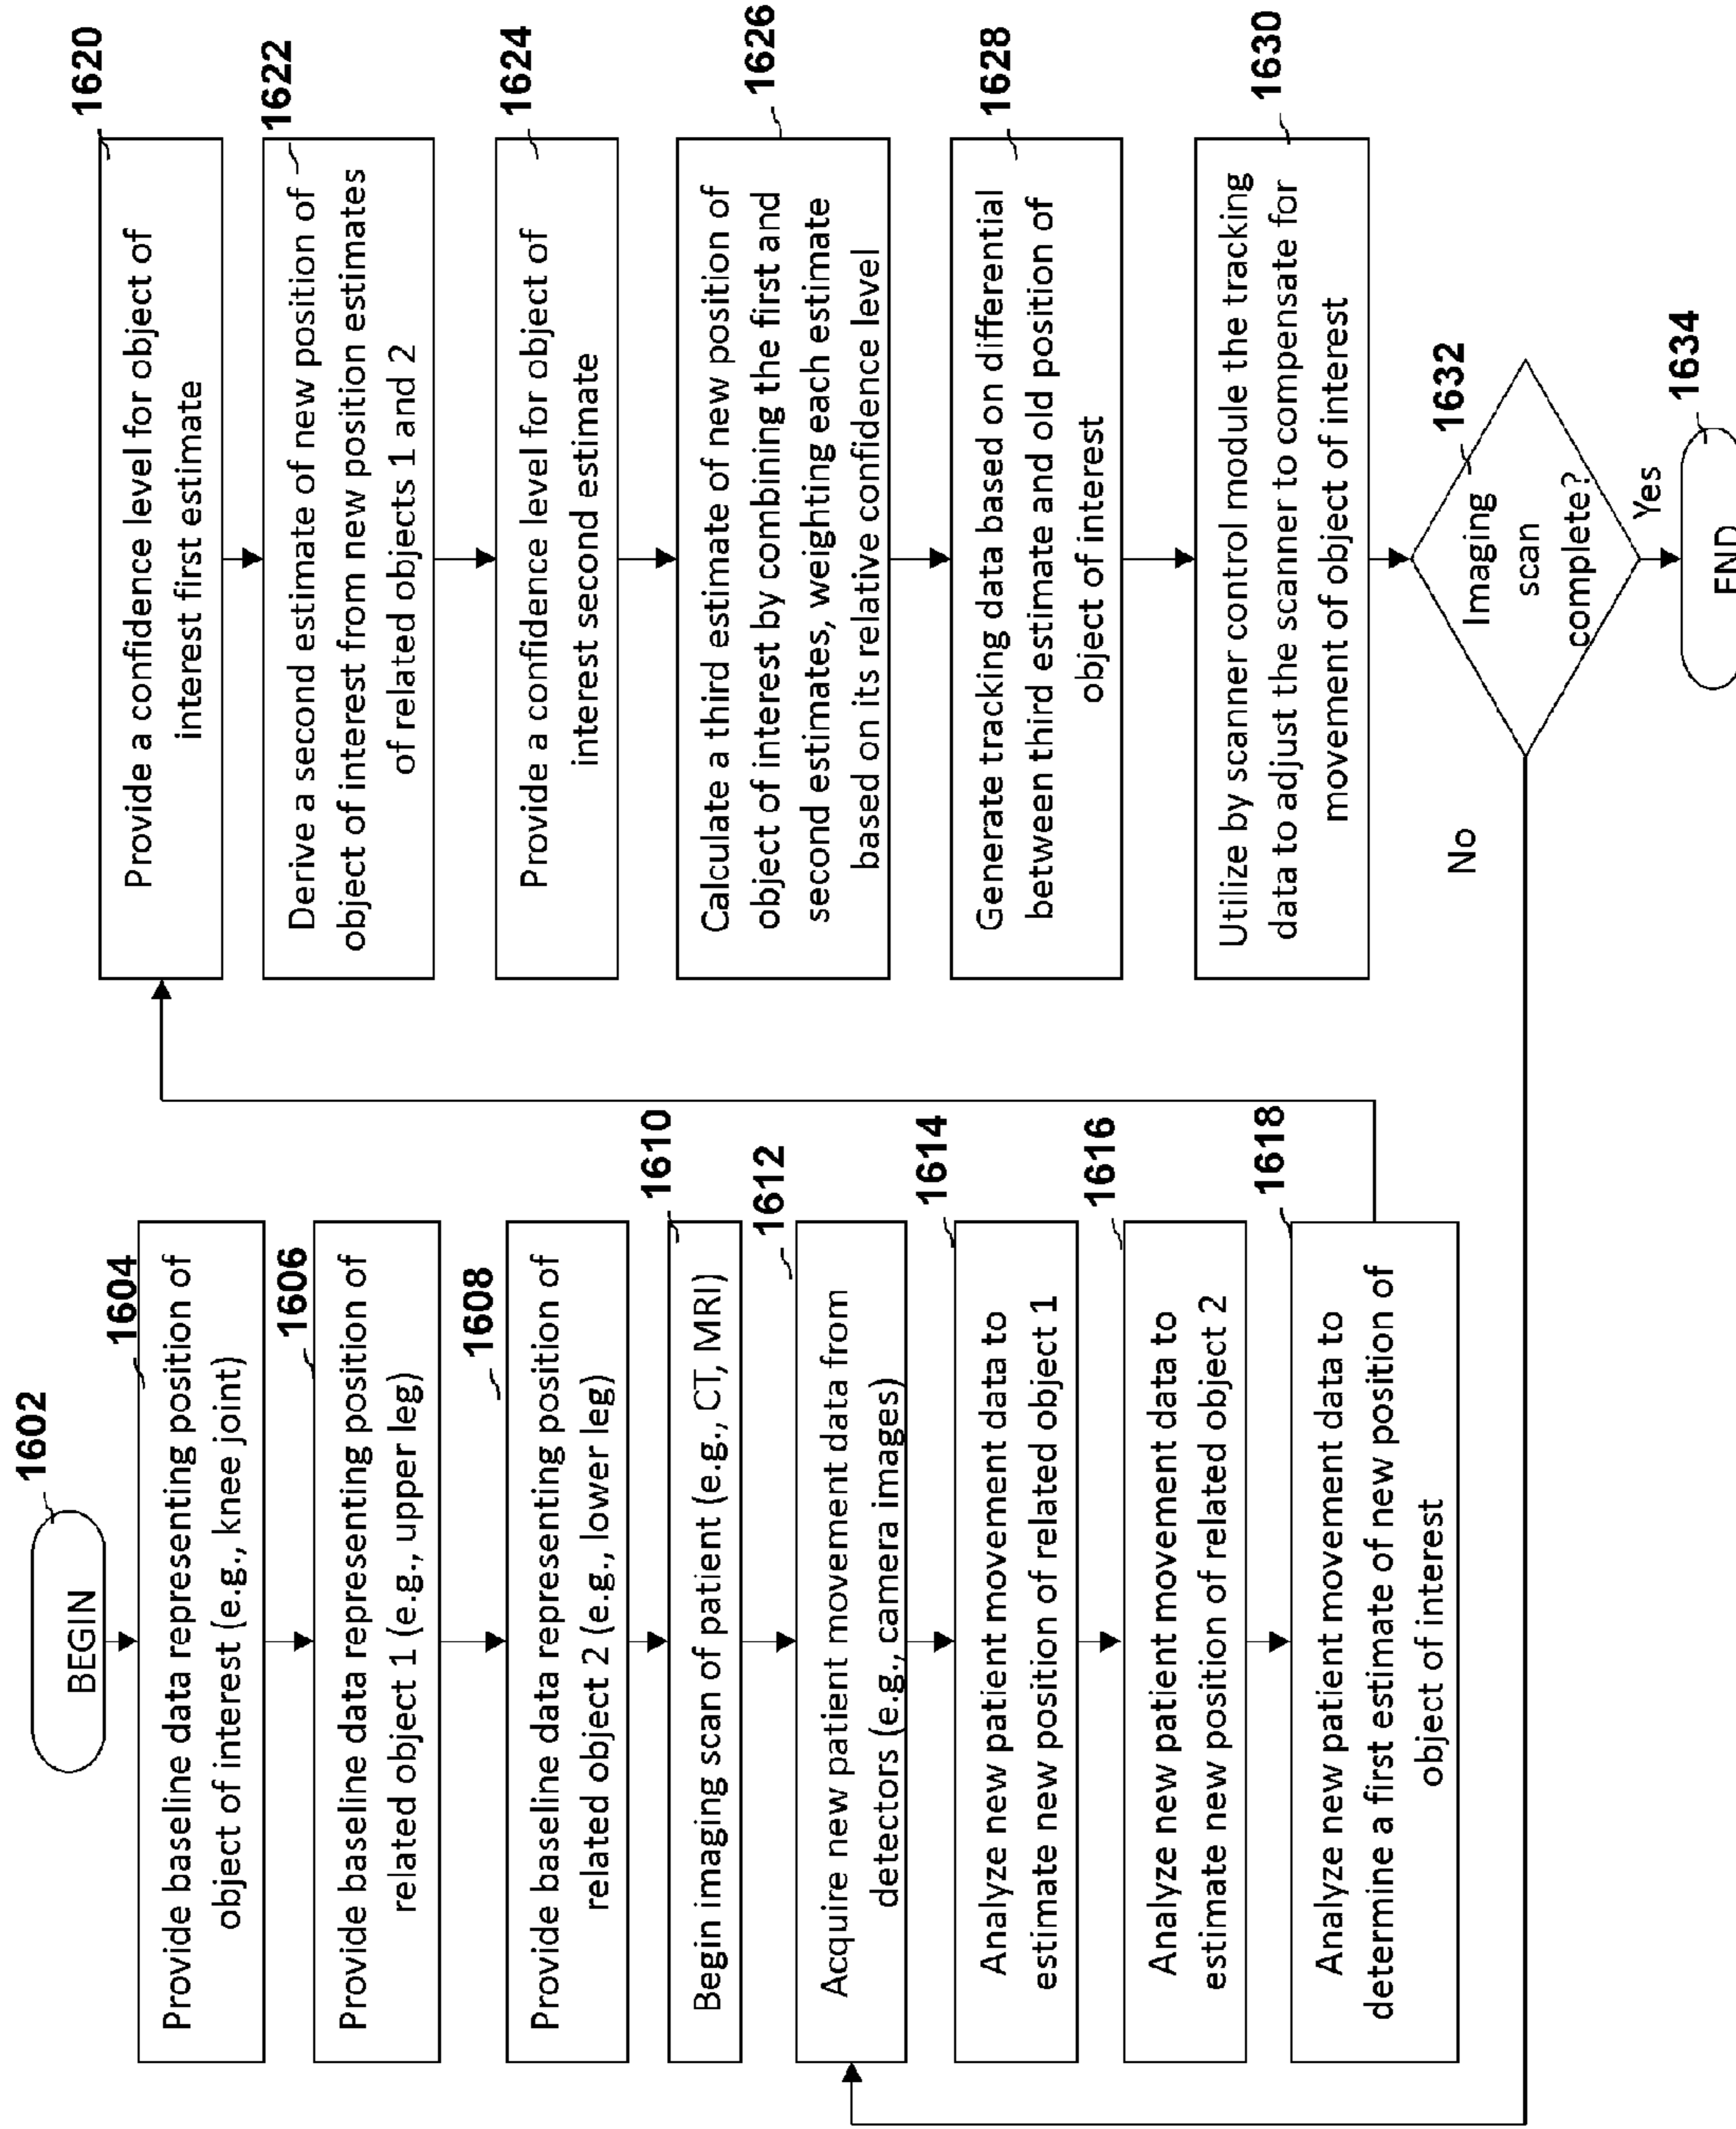 1602
BEGIN
1604
Provide baseline data representing position of
object of interest (e.g., knee joint)
1606
Provide baseline data representing position of
related object 1 (e.g., upper leg)
1608
Provide baseline data representing position of
related object 2 (e.g., lower leg)
1610
Begin imaging scan of patient (e.g., CT, MRI)
1612
Acquire new patient movement data from
detectors (e.g., camera images)
1614
Analyze new patient movement data to
estimate new position of related object 1
1616
Analyze new patient movement data to
estimate new position of related object 2
1618
Analyze new patient movement data to
determine a first estimate of new position of
object of interest
1620
Provide a confidence level for object of
interest first estimate
1622
Derive a second estimate of new position of
object of interest from new position estimates
of related objects 1 and 2
1624
Provide a confidence level for object of
interest second estimate
1626
Calculate a third estimate of new position of
object of interest by combining the first and
second estimates, weighting each estimate
based on its relative confidence level
1628
Generate tracking data based on differential
between third estimate and old position of
object of interest
1630
Utilize by scanner control module the tracking
data to adjust the scanner to compensate for
movement of object of interest
1632
Imaging
scan
complete?
No
Yes
1634
END